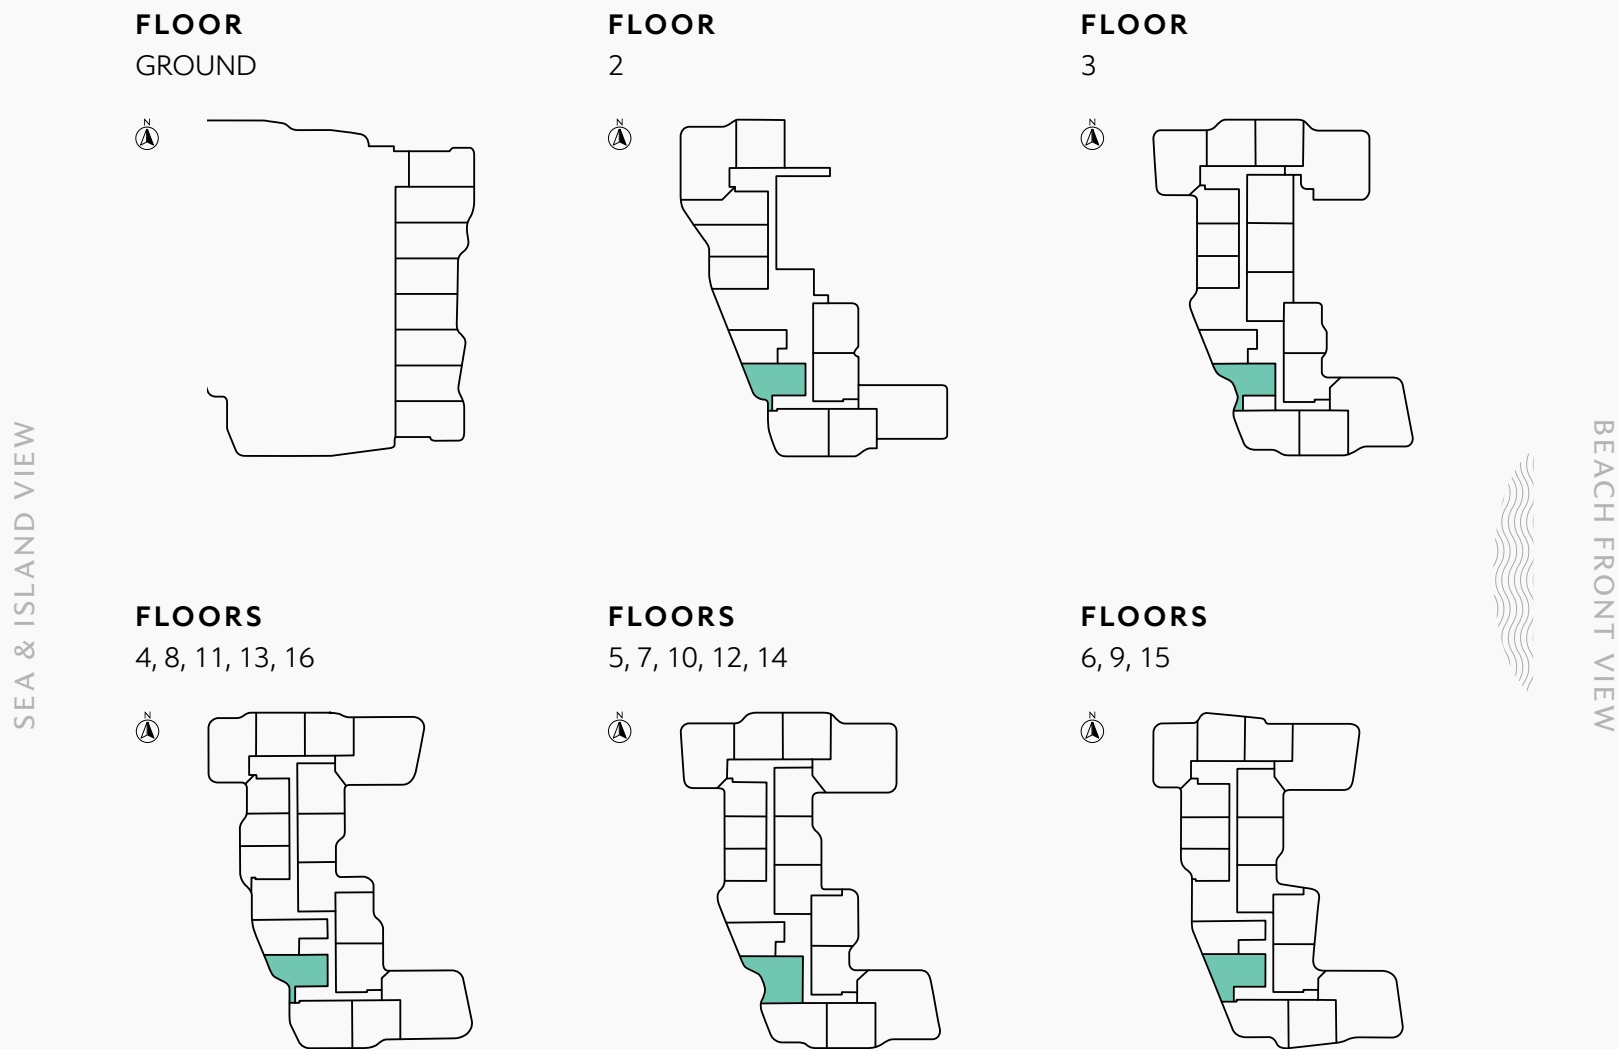 FLOOR
GROUND
FLOOR
2
FLOOR
3
N
N
N
SEA & ISLAND VIEW
BEACH FRONT VIEW
FLOORS
4, 8, 11, 13, 16
FLOORS
5, 7, 10, 12, 14
FLOORS
6, 9, 15
N
N
N